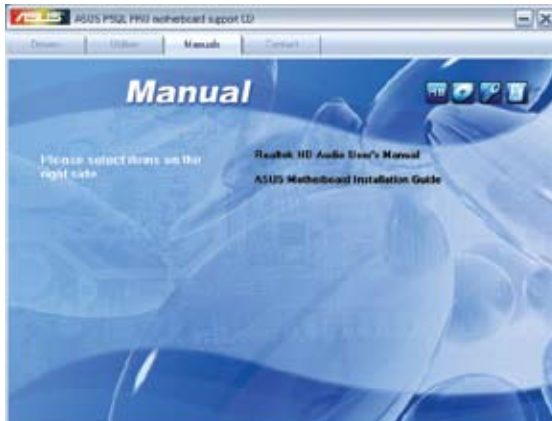 ASUS P5QL PRO motherboard support CD
Drivers Utilities Manuals Contact
Manual
Please select items on the
right side
Realtek HD Audio User's Manual
ASUS Motherboard Installation Guide